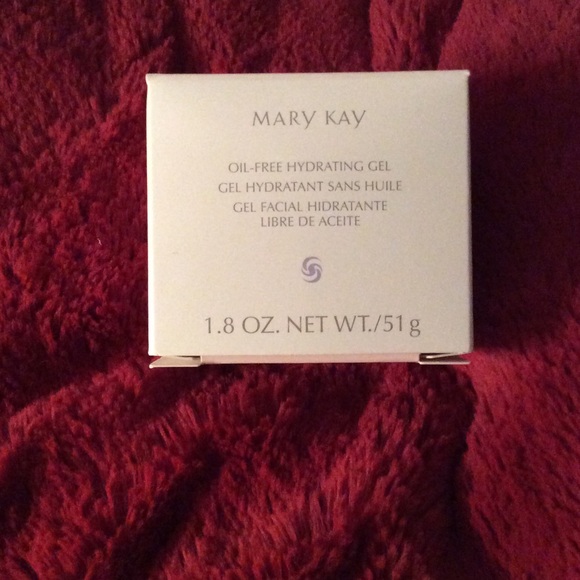 MARY KAY
OIL-FREE HYDRATING GEL
GEL HYDRATANT SANS HUILE
GEL FACIAL HIDRATANTE
LIBRE DE ACEITE
1.8 OZ. NET WT./51 g